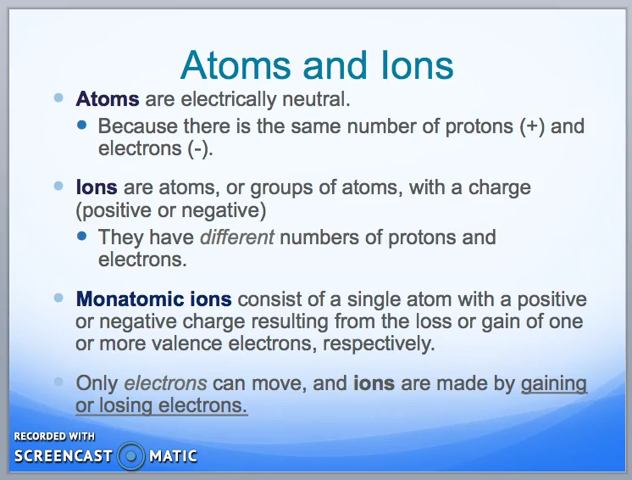 Atoms and Ions
Atoms are electrically neutral.
Because there is the same number of protons (+) and
electrons (-).
Ions are atoms, or groups of atoms, with a charge
(positive or negative)
They have different numbers of protons and
electrons.
Monatomic ions consist of a single atom with a positive
or negative charge resulting from the loss or gain of one
or more valence electrons, respectively.
Only electrons can move, and ions are made by gaining
or losing electrons.
RECORDED WITH
SCREENCAST MATIC